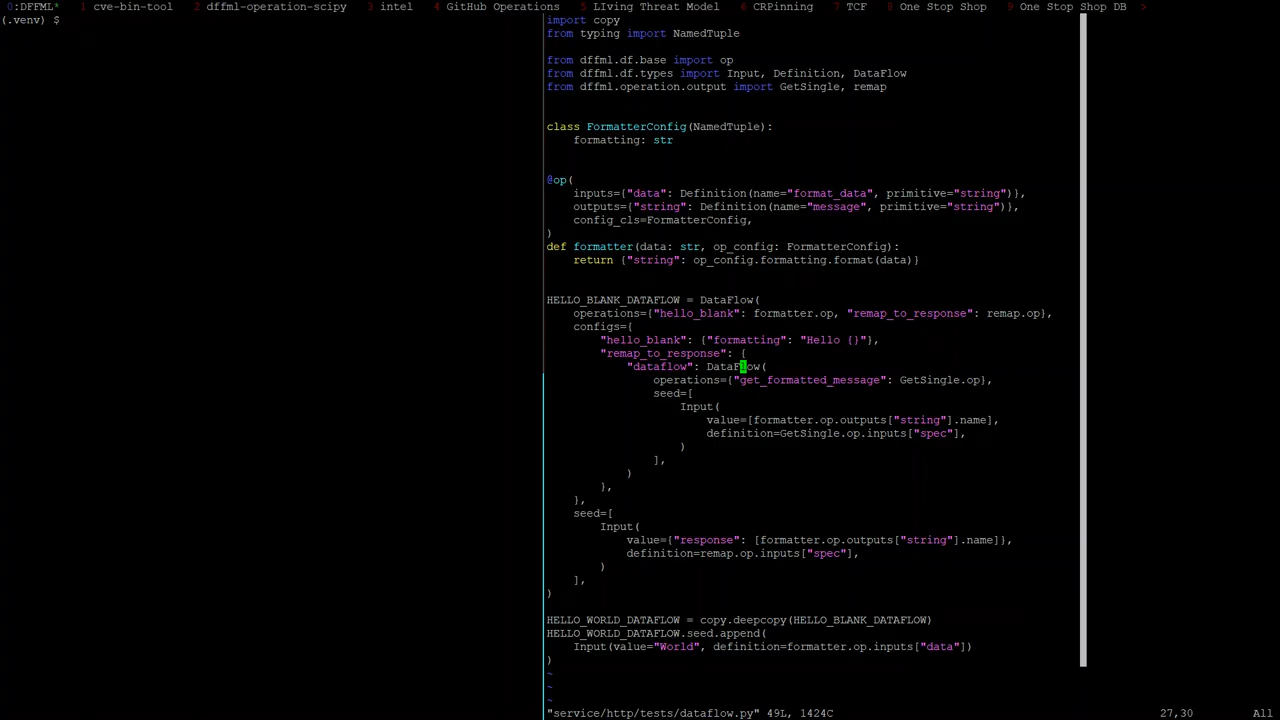 0:DFFML* 1 cve-bin-tool 2 dffml-operation-scipy 3 intel 4 GitHub Operations 5 LIving Threat Model 6 CRPinning 7 TCF 8 One Stop Shop 9 One Stop Shop DB >
(.venv) $
import copy
from typing import NamedTuple
from dffml.df.base import op
from dffml.df.types import Input, Definition, DataFlow
from dffml.operation.output import GetSingle, remap
class FormatterConfig(NamedTuple):
    formatting: str
@op(
    inputs={"data": Definition(name="format_data", primitive="string")},
    outputs={"string": Definition(name="message", primitive="string")},
    config_cls=FormatterConfig,
)
def formatter(data: str, op_config: FormatterConfig):
    return {"string": op_config.formatting.format(data)}
HELLO_BLANK_DATAFLOW = DataFlow(
    operations={"hello_blank": formatter.op, "remap_to_response": remap.op},
    configs={
        "hello_blank": {"formatting": "Hello {}"},
        "remap_to_response": {
            "dataflow": DataFlow(
                operations={"get_formatted_message": GetSingle.op},
                seed=[
                    Input(
                        value=[formatter.op.outputs["string"].name],
                        definition=GetSingle.op.inputs["spec"],
                    )
                ],
            )
        },
    },
    seed=[
        Input(
            value={"response": [formatter.op.outputs["string"].name]},
            definition=remap.op.inputs["spec"],
        )
    ],
)
HELLO_WORLD_DATAFLOW = copy.deepcopy(HELLO_BLANK_DATAFLOW)
HELLO_WORLD_DATAFLOW.seed.append(
    Input(value="World", definition=formatter.op.inputs["data"])
)
~
~
~
"service/http/tests/dataflow.py" 49L, 1424C 27,30 All